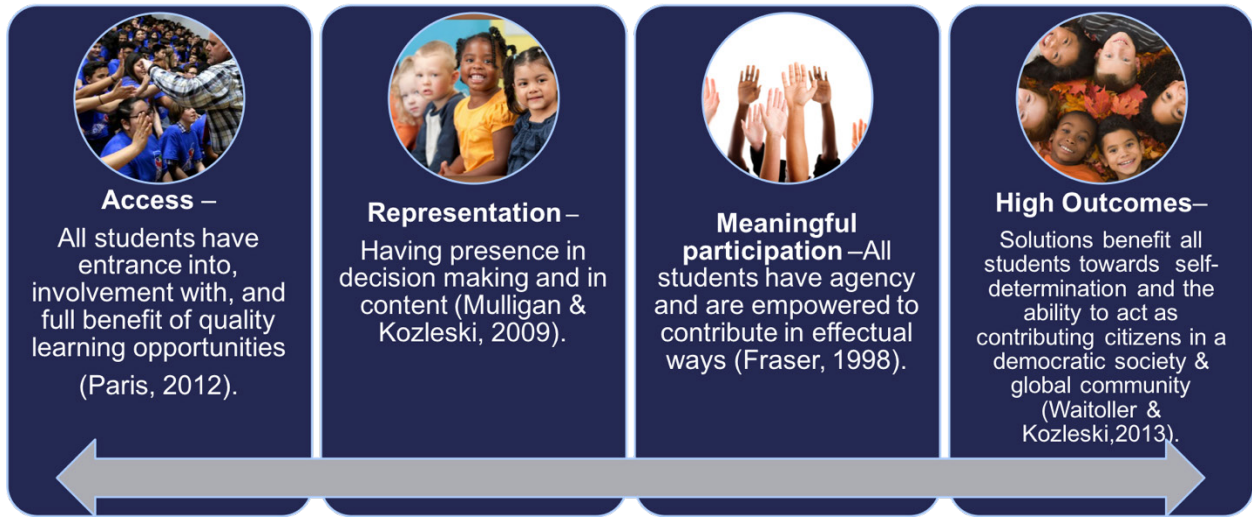 Access –
All students have
entrance into,
involvement with, and
full benefit of quality
learning opportunities
(Paris, 2012).
Representation –
Having presence in
decision making and in
content (Mulligan &
Kozleski, 2009).
Meaningful
participation –All
students have agency
and are empowered to
contribute in effectual
ways (Fraser, 1998).
High Outcomes–
Solutions benefit all
students towards self-
determination and the
ability to act as
contributing citizens in a
democratic society &
global community
(Waitoller &
Kozleski,2013).